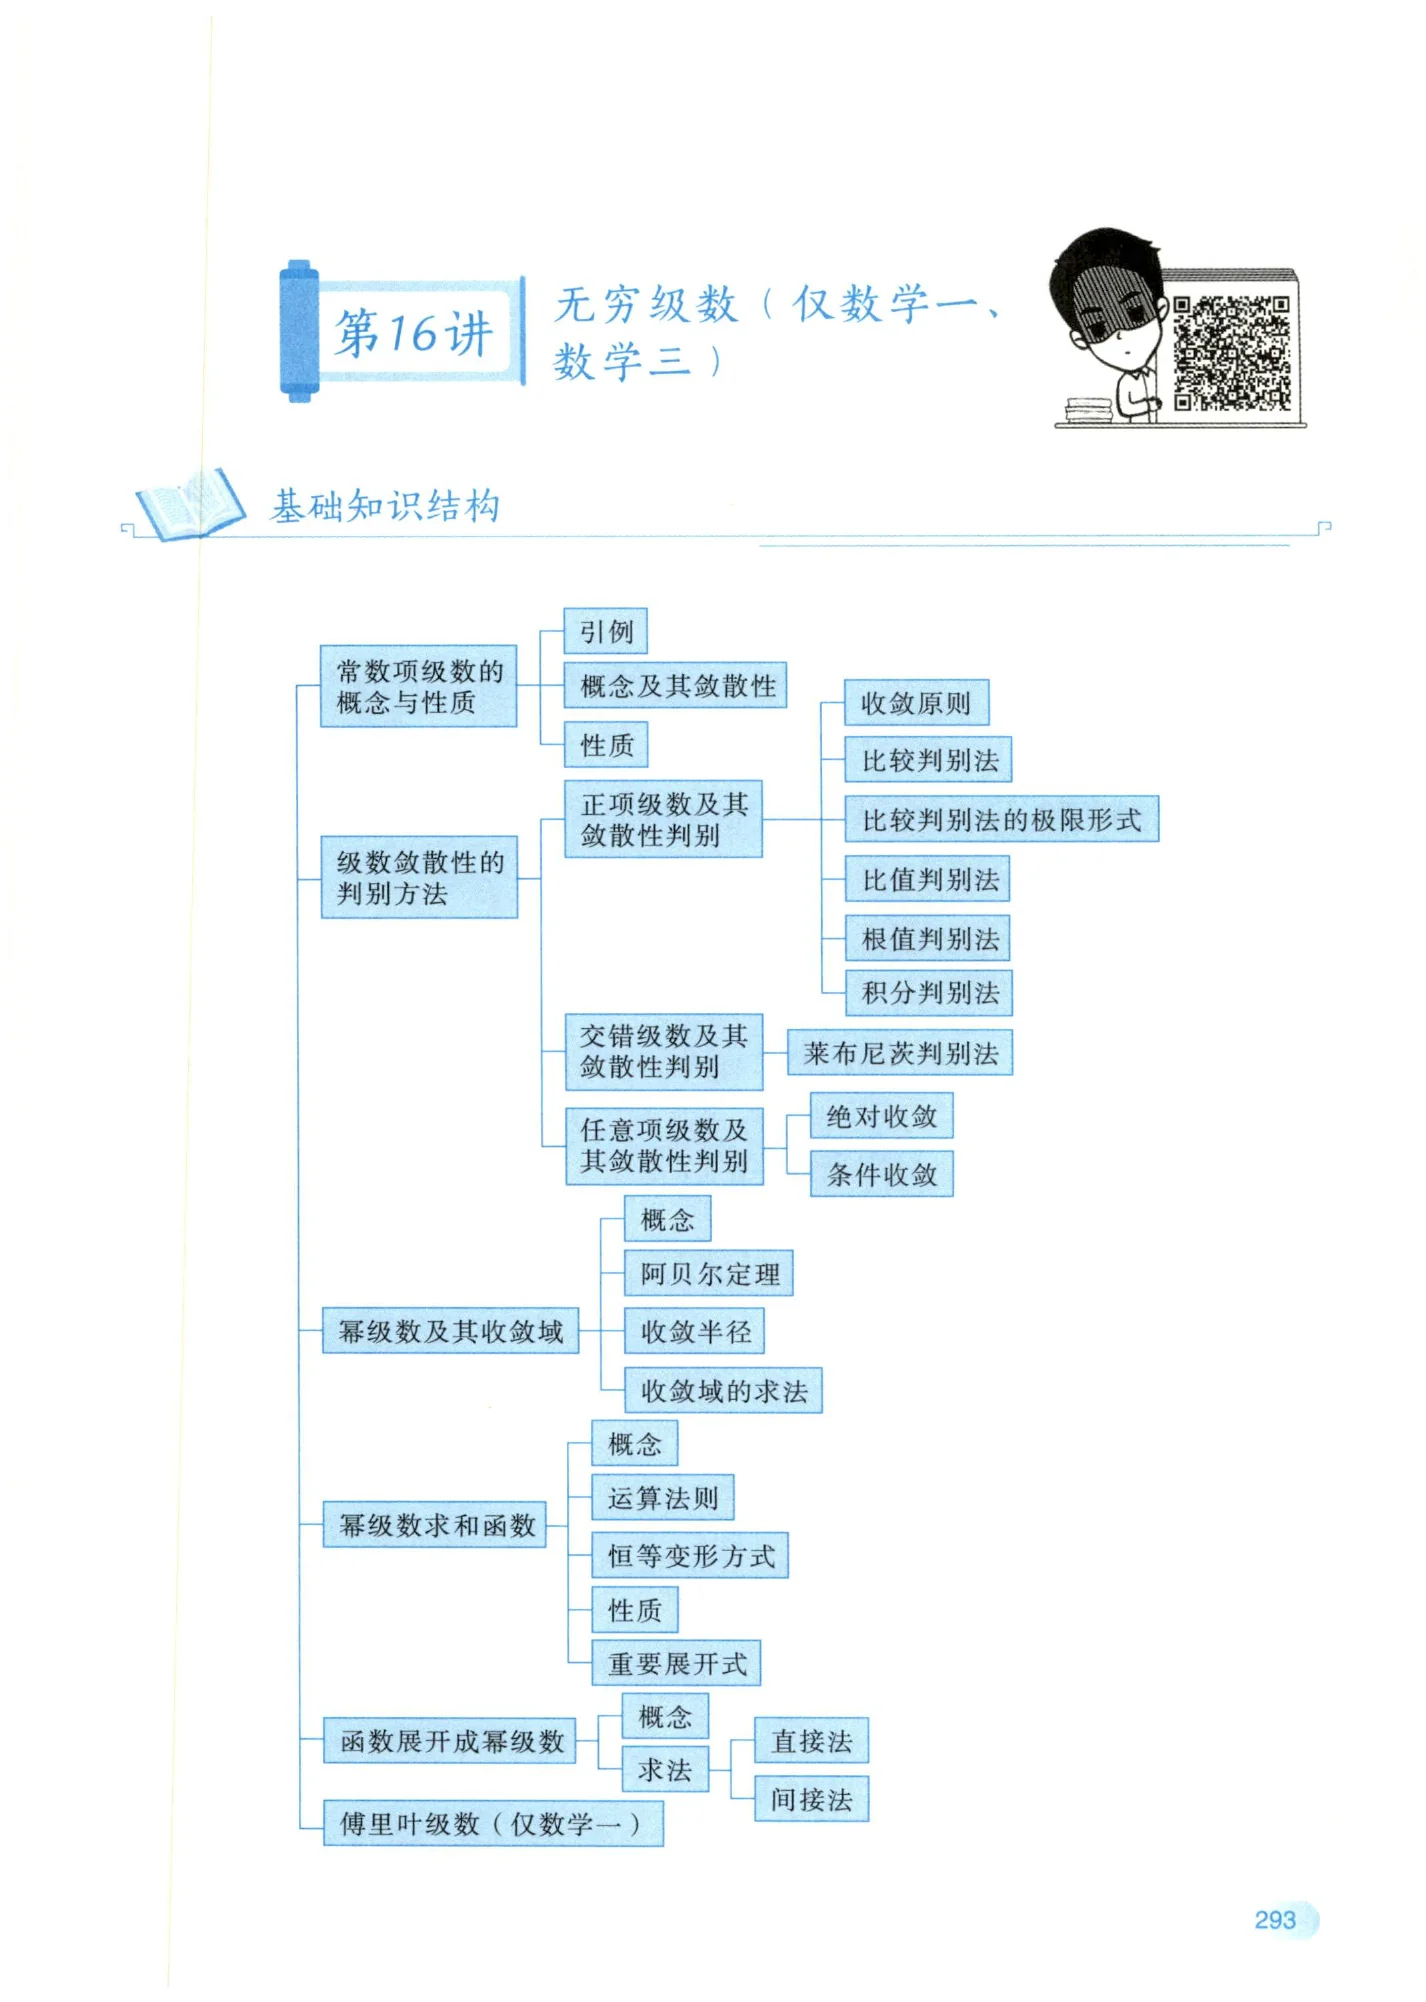 第16讲
无穷级数（仅数学一、
数学三）
基础知识结构
常数项级数的
概念与性质
引例
概念及其敛散性
性质
级数敛散性的
判别方法
正项级数及其
敛散性判别
收敛原则
比较判别法
比较判别法的极限形式
比值判别法
根值判别法
积分判别法
交错级数及其
敛散性判别
莱布尼茨判别法
任意项级数及
其敛散性判别
绝对收敛
条件收敛
幂级数及其收敛域
概念
阿贝尔定理
收敛半径
收敛域的求法
幂级数求和函数
概念
运算法则
恒等变形方式
性质
重要展开式
函数展开成幂级数
概念
求法
直接法
间接法
傅里叶级数（仅数学一）
293